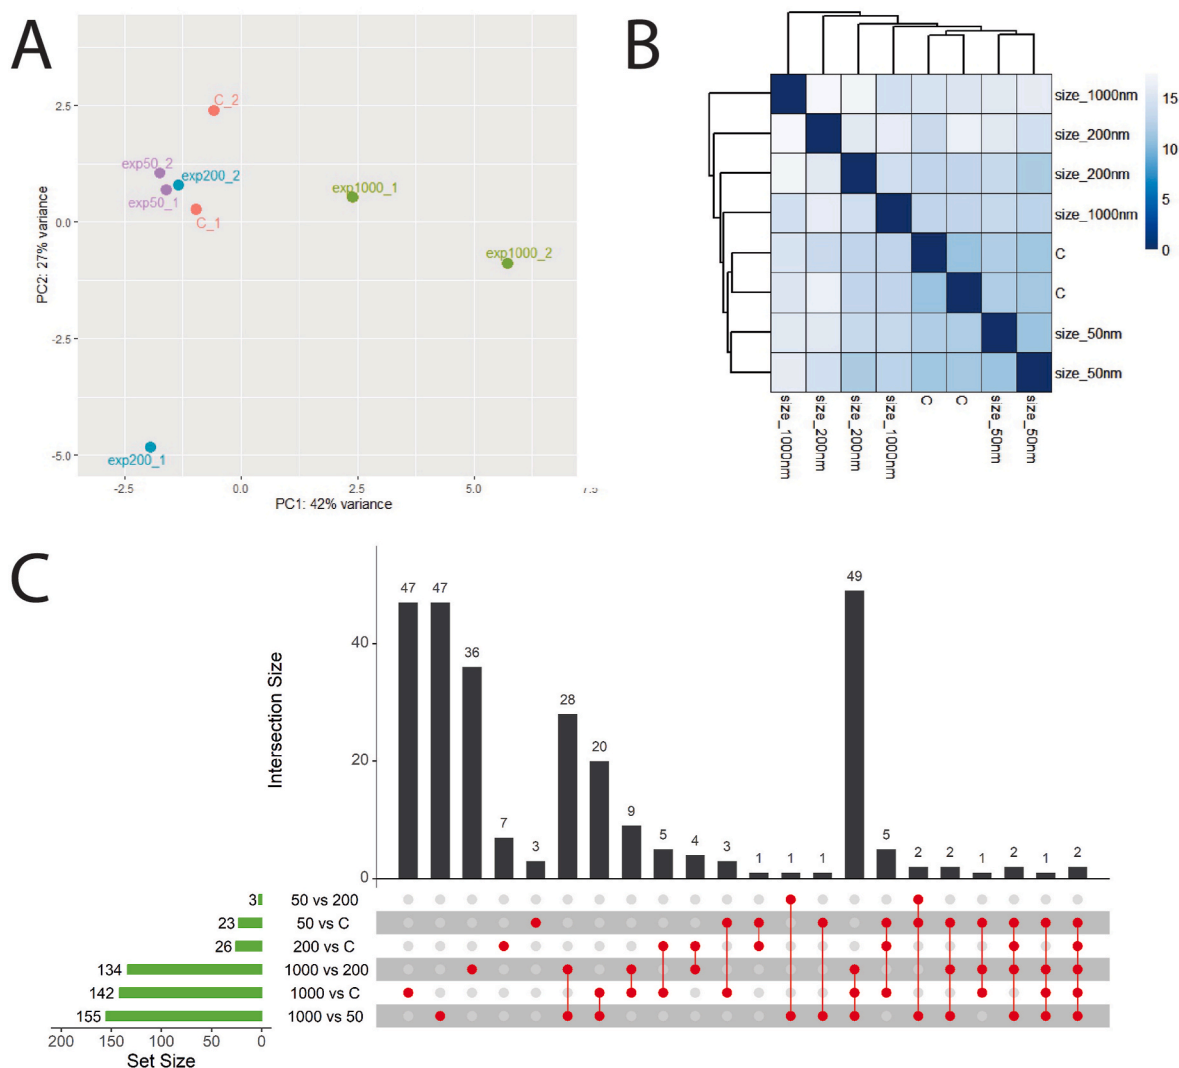 A
2.5
0.0
-2.5
-5.0
PC2: 27% variance
C_2
exp50_2
exp200_2
exp50_1
C_1
exp1000_1
exp1000_2
exp200_1
-2.5 0.0 2.5 5.0
PC1: 42% variance
B
size_1000nm
size_200nm
size_200nm
size_1000nm
C
C
size_50nm
size_50nm
size_1000nm size_200nm size_200nm size_1000nm C C size_50nm size_50nm
15
10
5
0
C
Intersection Size
40
20
0
47 47 36 7 3 28 20 9 5 4 3 1 1 1 49 5 2 2 1 2 1 2
3 50 vs 200
23 50 vs C
26 200 vs C
134 1000 vs 200
142 1000 vs C
155 1000 vs 50
200 150 100 50 0
Set Size